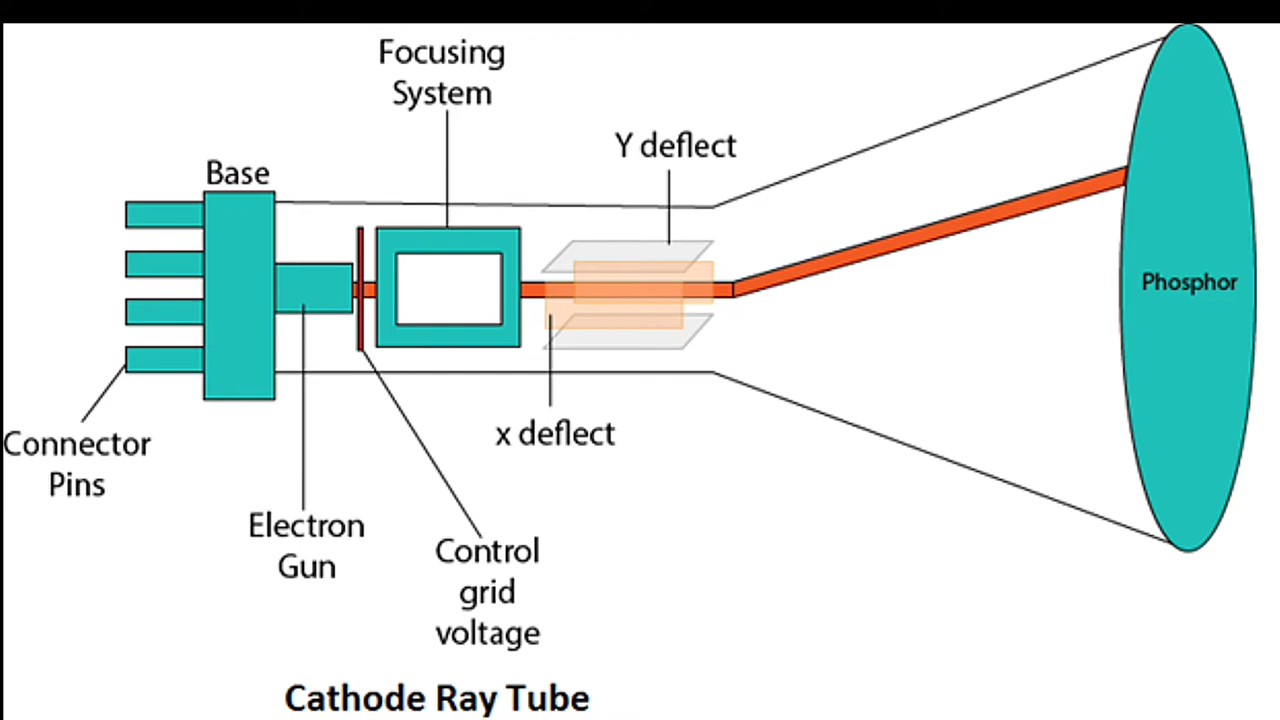 Focusing
System
Y deflect
Base
Phosphor
x deflect
Connector
Pins
Electron
Gun
Control
grid
voltage
Cathode Ray Tube